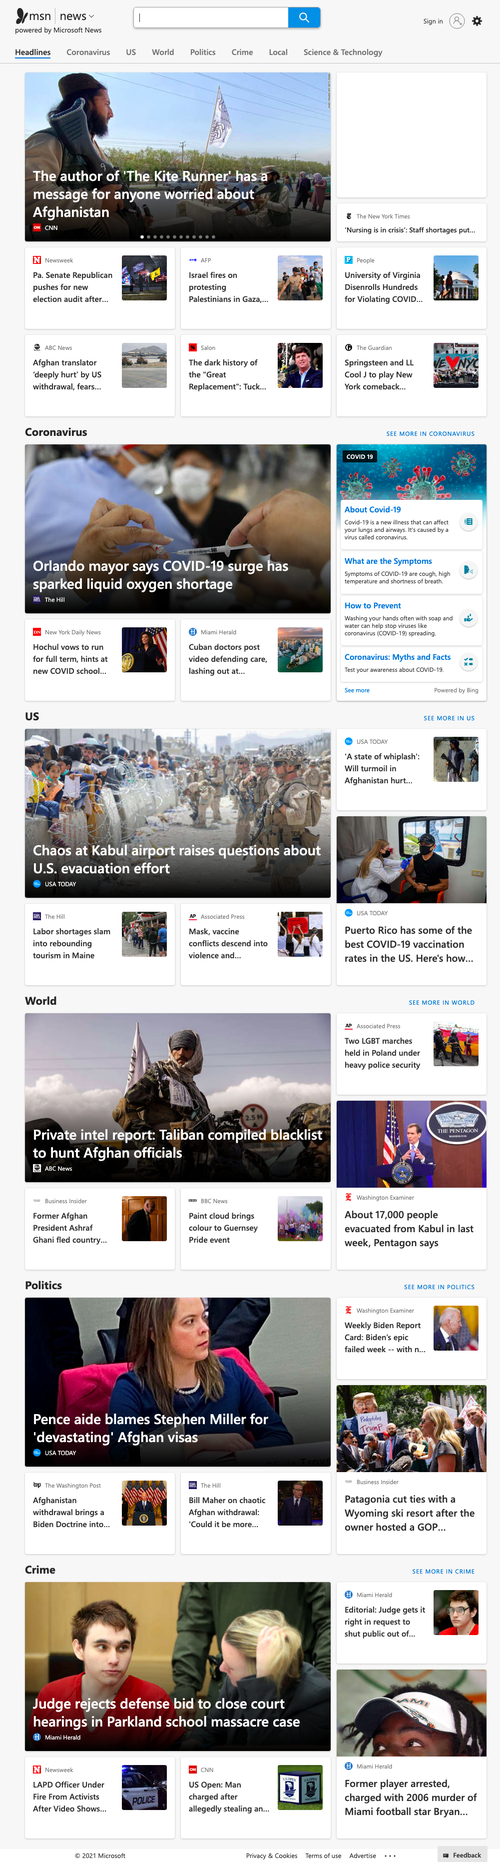 msn | news
powered by Microsoft News
Sign in
Headlines Coronavirus US World Politics Crime Local Science & Technology
The author of 'The Kite Runner' has a
message for anyone worried about
Afghanistan
CNN
The New York Times
'Nursing is in crisis': Staff shortages put...
Newsweek
Pa. Senate Republican
pushes for new
election audit after...
AFP
Israel fires on
protesting
Palestinians in Gaza,...
People
University of Virginia
Disenrolls Hundreds
for Violating COVID...
ABC News
Afghan translator
'deeply hurt' by US
withdrawal, fears...
Salon
The dark history of
the "Great
Replacement": Tuck...
The Guardian
Springsteen and LL
Cool J to play New
York comeback...
Coronavirus
SEE MORE IN CORONAVIRUS
Orlando mayor says COVID-19 surge has
sparked liquid oxygen shortage
The Hill
COVID 19
About Covid-19
Covid-19 is a new illness that can affect
your lungs and airways. It's caused by a
virus called coronavirus.
What are the Symptoms
Symptoms of COVID-19 are cough, high
temperature and shortness of breath.
How to Prevent
Washing your hands often with soap and
water can help stop viruses like
coronavirus (COVID-19) spreading.
Coronavirus: Myths and Facts
Test your awareness about COVID-19.
See more
Powered by Bing
New York Daily News
Hochul vows to run
for full term, hints at
new COVID school...
Miami Herald
Cuban doctors post
video defending care,
lashing out at...
US
SEE MORE IN US
Chaos at Kabul airport raises questions about
U.S. evacuation effort
USA TODAY
USA TODAY
'A state of whiplash':
Will turmoil in
Afghanistan hurt...
The Hill
Labor shortages slam
into rebounding
tourism in Maine
Associated Press
Mask, vaccine
conflicts descend into
violence and...
USA TODAY
Puerto Rico has some of the
best COVID-19 vaccination
rates in the US. Here's how...
World
SEE MORE IN WORLD
Private intel report: Taliban compiled blacklist
to hunt Afghan officials
ABC News
Associated Press
Two LGBT marches
held in Poland under
heavy police security
THE PENTAGON
Business Insider
Former Afghan
President Ashraf
Ghani fled country...
BBC News
Paint cloud brings
colour to Guernsey
Pride event
Washington Examiner
About 17,000 people
evacuated from Kabul in last
week, Pentagon says
Politics
SEE MORE IN POLITICS
Pence aide blames Stephen Miller for
'devastating' Afghan visas
USA TODAY
Washington Examiner
Weekly Biden Report
Card: Biden's epic
failed week -- with n...
The Washington Post
Afghanistan
withdrawal brings a
Biden Doctrine into...
The Hill
Bill Maher on chaotic
Afghan withdrawal:
'Could it be more...
Business Insider
Patagonia cut ties with a
Wyoming ski resort after the
owner hosted a GOP...
Crime
SEE MORE IN CRIME
Judge rejects defense bid to close court
hearings in Parkland school massacre case
Miami Herald
Miami Herald
Editorial: Judge gets it
right in request to
shut public out of...
Newsweek
LAPD Officer Under
Fire From Activists
After Video Shows...
POLICE
CNN
US Open: Man
charged after
allegedly stealing an...
Miami Herald
Former player arrested,
charged with 2006 murder of
Miami football star Bryan...
© 2021 Microsoft
Privacy & Cookies Terms of use Advertise
Feedback